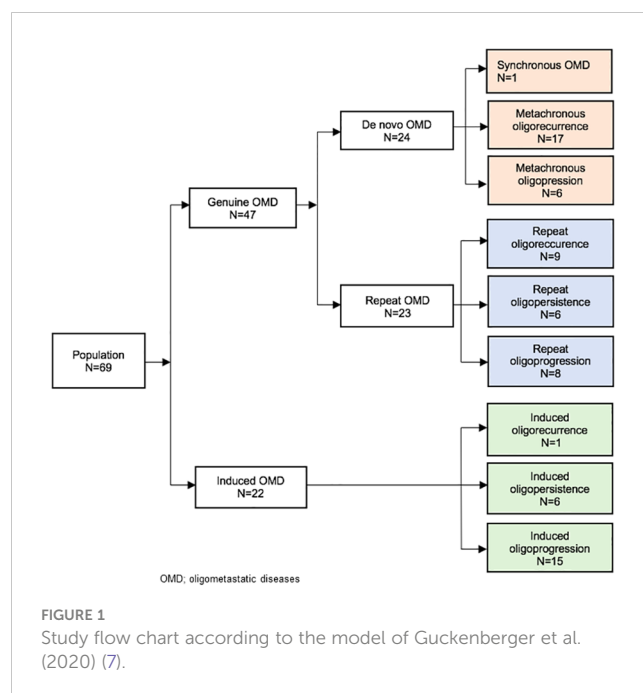 Synchronous OMD
N=1
De novo OMD
N=24
Metachronous
oligorecurrence
N=17
Metachronous
oligopression
N=6
Genuine OMD
N=47
Repeat
oligoreccurence
N=9
Repeat OMD
N=23
Repeat
oligopersistence
N=6
Population
N=69
Repeat
oligoprogression
N=8
Induced
oligorecurrence
N=1
Induced OMD
N=22
Induced
oligopersistence
N=6
Induced
oligoprogression
N=15
OMD; oligometastatic diseases
FIGURE 1
Study flow chart according to the model of Guckenberger et al.
(2020) (7).